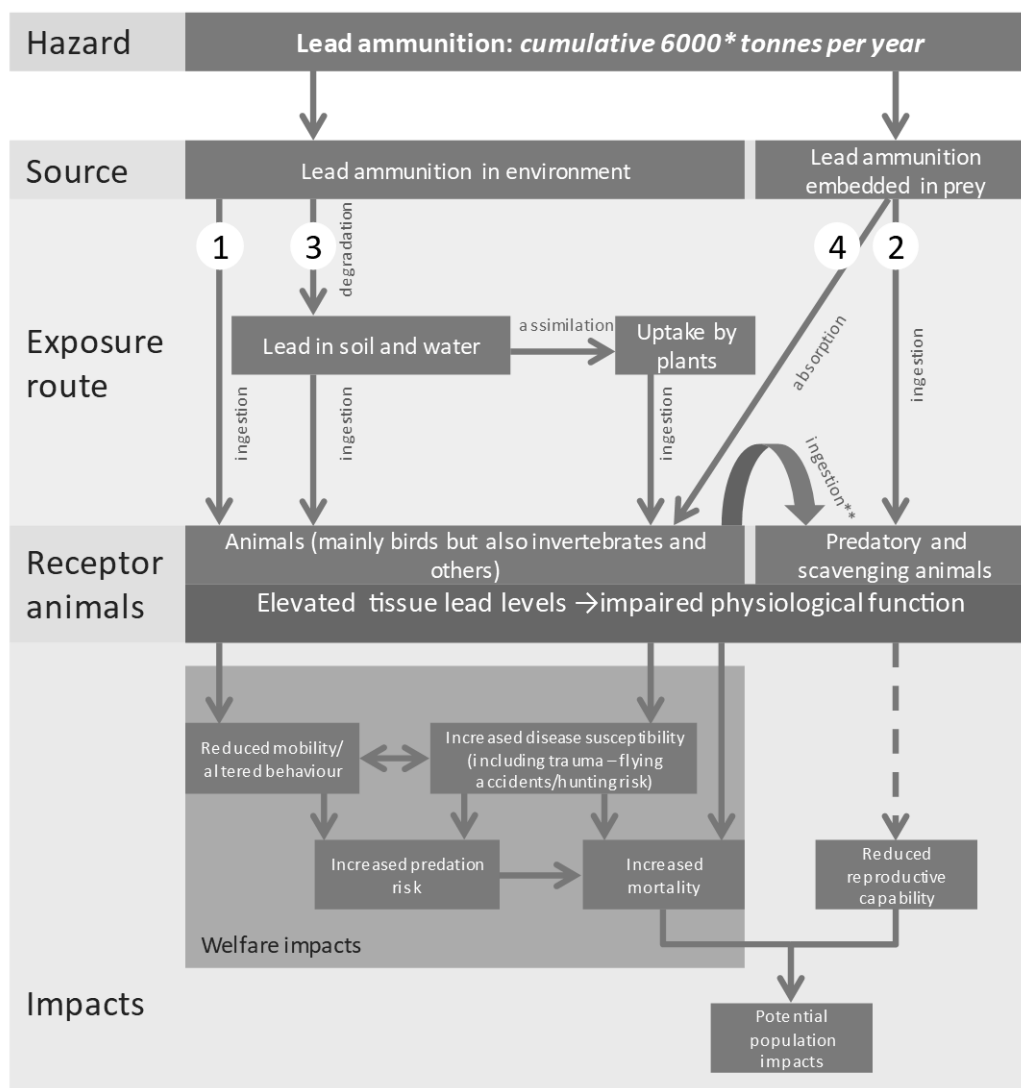 Hazard
Lead ammunition: cumulative 6000* tonnes per year
Source
Lead ammunition in environment
Lead ammunition
embedded in prey
1
3
degradation
4
2
Exposure
route
Lead in soil and water
assimilation
Uptake by
plants
absorption
ingestion
ingestion
ingestion
ingestion
ingestion**
Receptor
animals
Animals (mainly birds but also invertebrates and
others)
Predatory and
scavenging animals
Elevated tissue lead levels →impaired physiological function
Reduced mobility/
altered behaviour
Increased disease susceptibility
(including trauma – flying
accidents/hunting risk)
Increased predation
risk
Increased
mortality
Reduced
reproductive
capability
Welfare impacts
Impacts
Potential
population
impacts